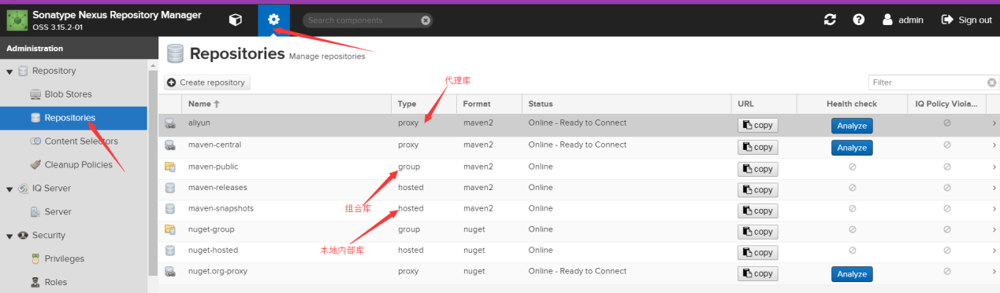 Sonatype Nexus Repository Manager
OSS 3.15.2-01
Search components
admin
Sign out
Administration
Repository
Blob Stores
Repositories
Content Selectors
Cleanup Policies
IQ Server
Server
Security
Privileges
Roles
Repositories Manage repositories
Create repository
代理库
Filter
Name Type Format Status URL Health check IQ Policy Viola...
aliyun proxy maven2 Online - Ready to Connect copy Analyze
maven-central proxy maven2 Online - Ready to Connect copy Analyze
maven-public group maven2 Online copy
maven-releases hosted maven2 Online copy
组合库
maven-snapshots hosted maven2 Online copy
nuget-group group nuget Online copy
本地内部库
nuget-hosted hosted nuget Online copy
nuget.org-proxy proxy nuget Online - Ready to Connect copy Analyze